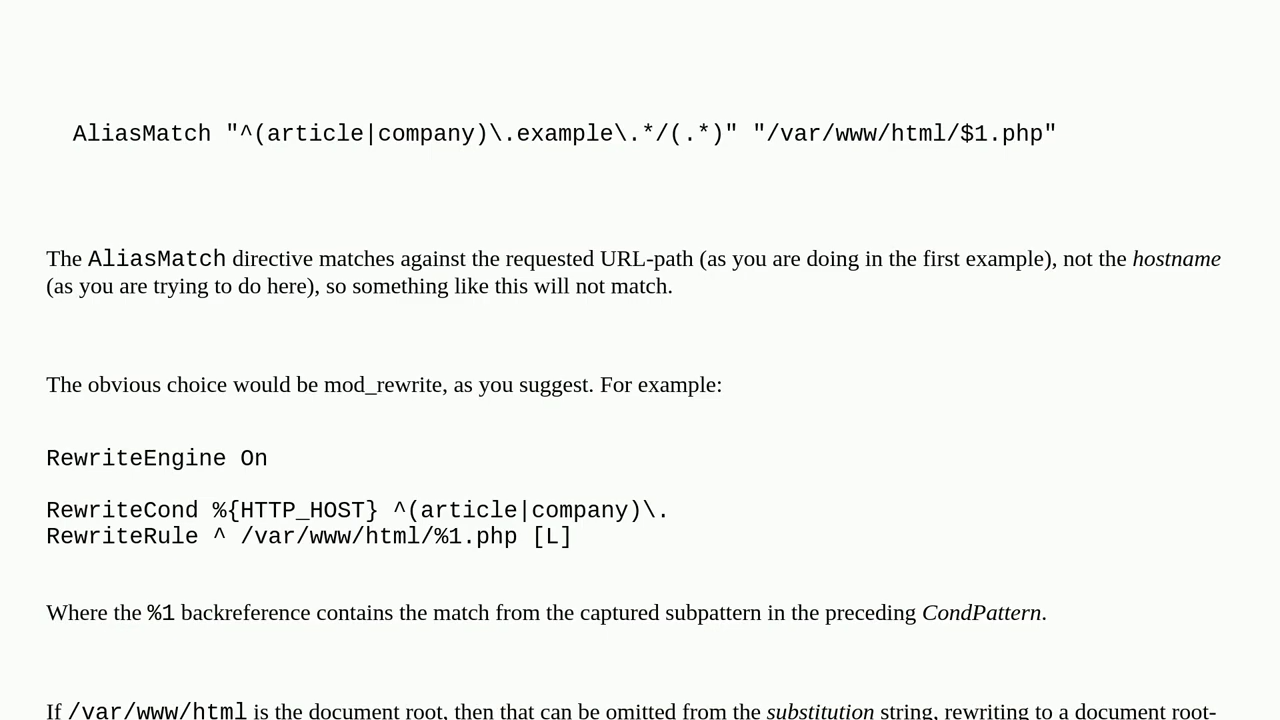 AliasMatch "^(article|company)\.example\.*/(.*)" "/var/www/html/$1.php"
The AliasMatch directive matches against the requested URL-path (as you are doing in the first example), not the hostname
(as you are trying to do here), so something like this will not match.
The obvious choice would be mod_rewrite, as you suggest. For example:
RewriteEngine On
RewriteCond %{HTTP_HOST} ^(article|company)\.
RewriteRule ^ /var/www/html/%1.php [L]
Where the %1 backreference contains the match from the captured subpattern in the preceding CondPattern.
If /var/www/html is the document root, then that can be omitted from the substitution string, rewriting to a document root-